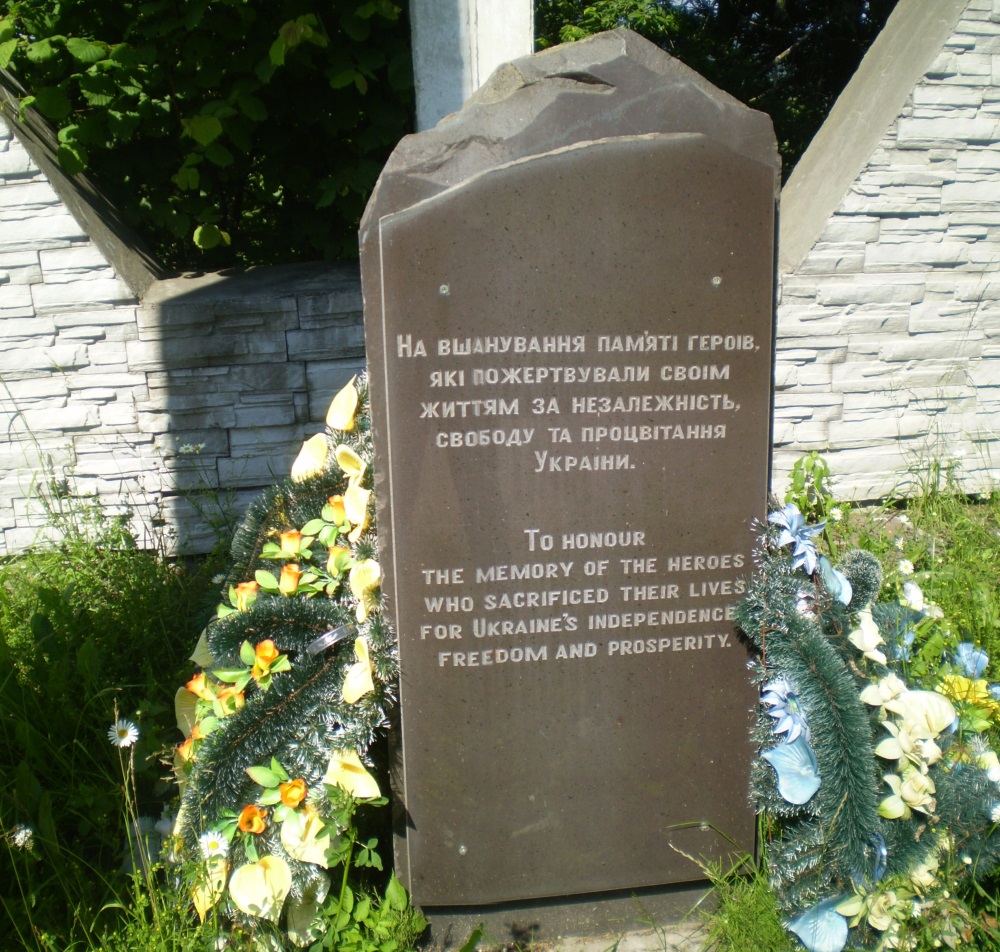 На вшанування пам'яті героїв,
які пожертвували своїм
життям за незалежність,
свободу та процвітання
України.
To honour
the memory of the heroes
who sacrificed their lives
for Ukraine's independence
freedom and prosperity.